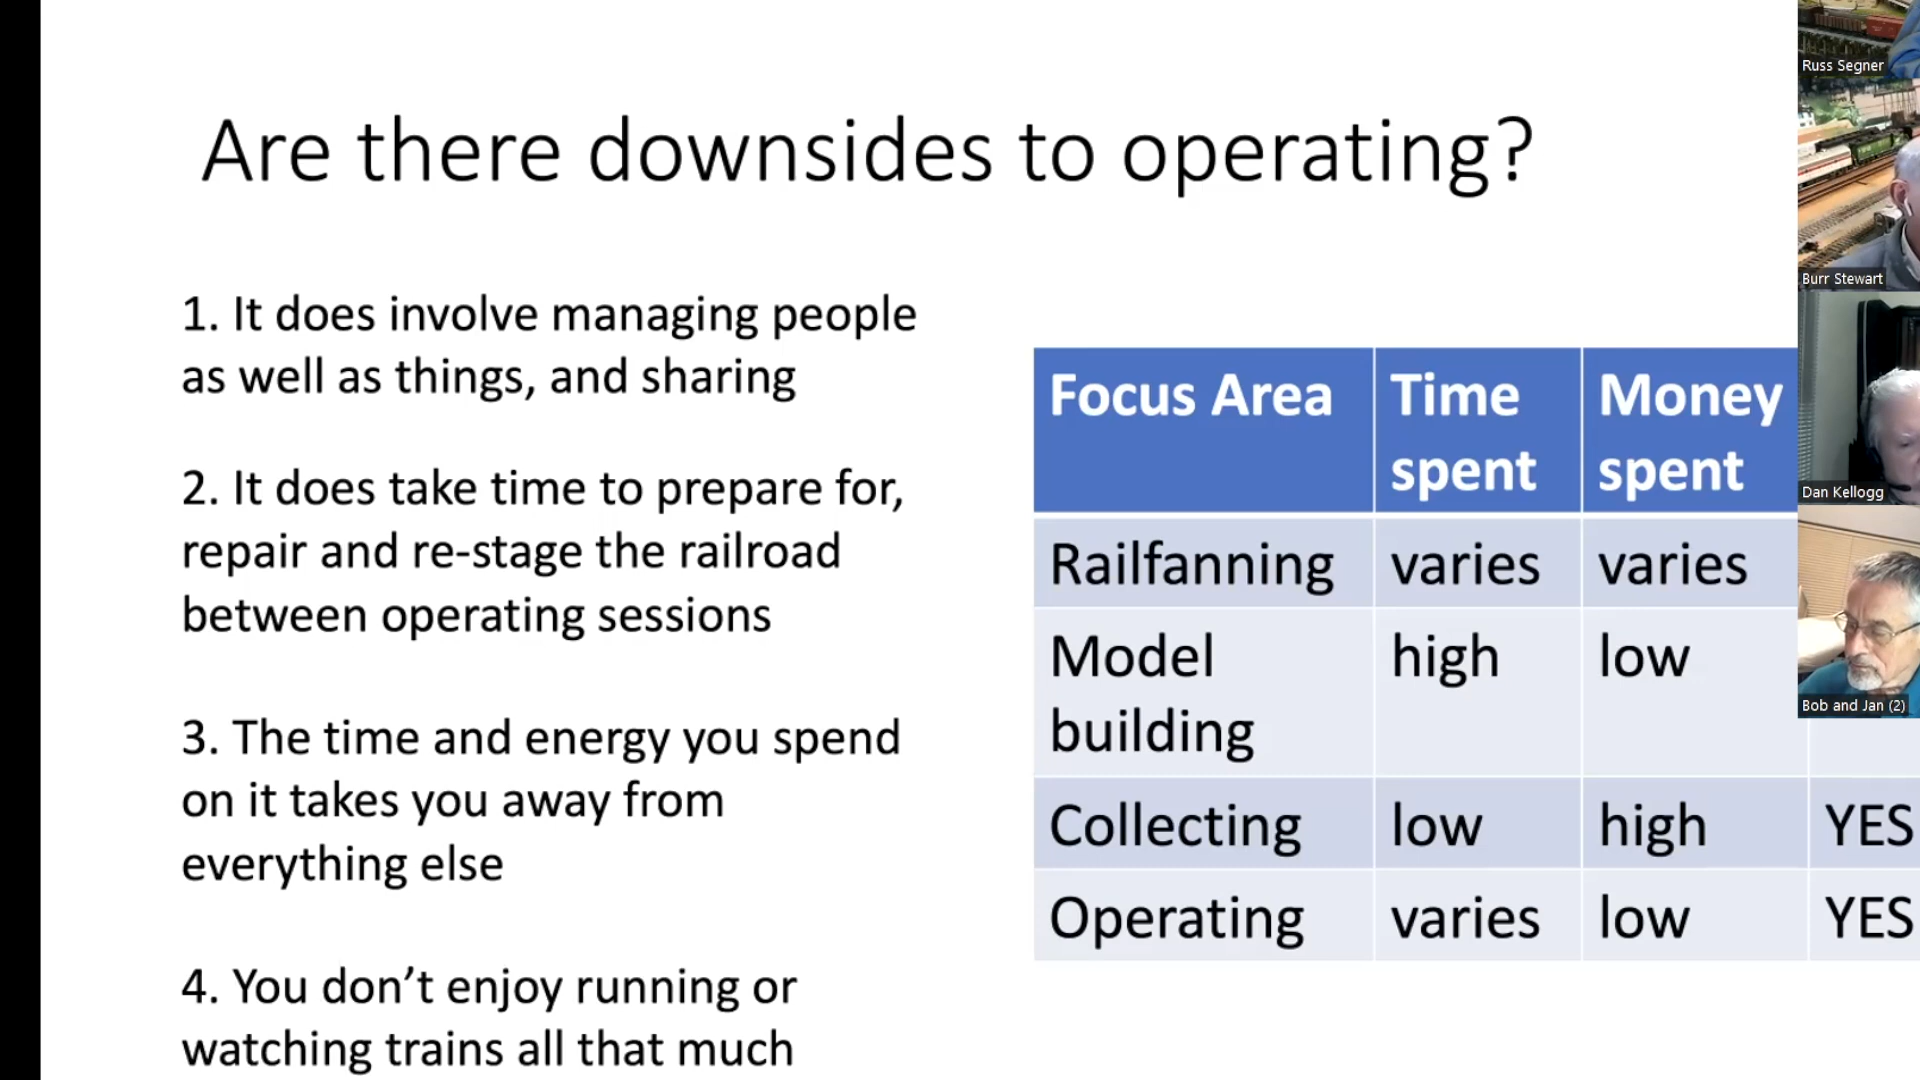 Are there downsides to operating?
1. It does involve managing people
as well as things, and sharing
2. It does take time to prepare for,
repair and re-stage the railroad
between operating sessions
3. The time and energy you spend
on it takes you away from
everything else
4. You don’t enjoy running or
watching trains all that much
Focus Area Time spent Money spent
Railfanning varies varies
Model building high low
Collecting low high YES
Operating varies low YES
Russ Segner
Burr Stewart
Dan Kellogg
Bob and Jan (2)